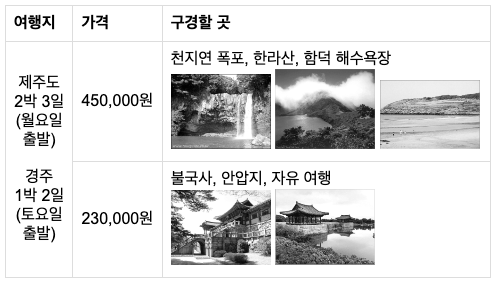 여행지 가격 구경할 곳
천지연 폭포, 한라산, 함덕 해수욕장
제주도
2박 3일
(월요일
출발)
450,000원
불국사, 안압지, 자유 여행
경주
1박 2일
(토요일
출발)
230,000원